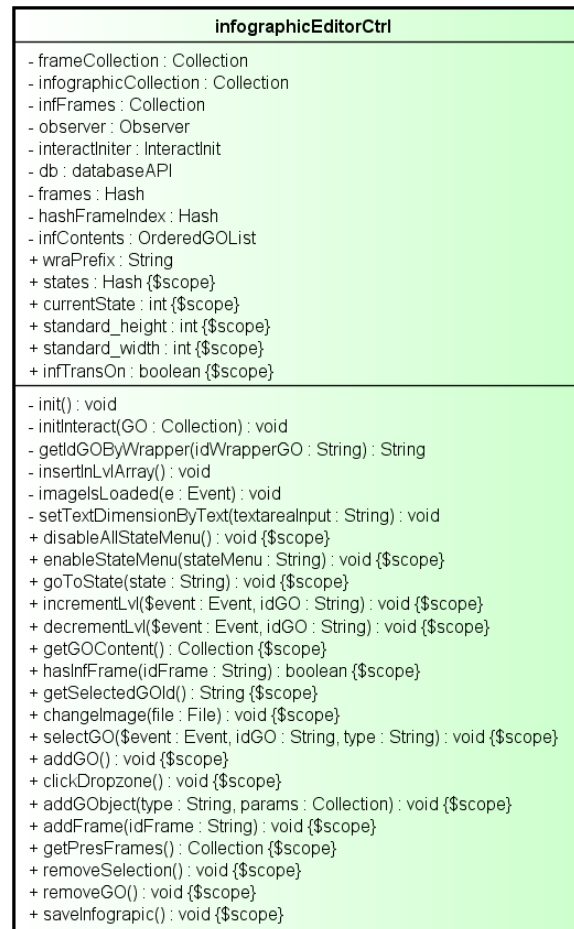 infographicEditorCtrl
- frameCollection : Collection
- infographicCollection : Collection
- infFrames : Collection
- observer : Observer
- interactIniter : InteractInit
- db : databaseAPI
- frames : Hash
- hashFrameIndex : Hash
- infContents : OrderedGOList
+ wraPrefix : String
+ states : Hash {$scope}
+ currentState : int {$scope}
+ standard_height : int {$scope}
+ standard_width : int {$scope}
+ infTransOn : boolean {$scope}
- init() : void
- initInteract(GO : Collection) : void
- getIdGOByWrapper(idWrapperGO : String) : String
- insertInLvlArray() : void
- imageIsLoaded(e : Event) : void
- setTextDimensionByText(textareaInput : String) : void
+ disableAllStateMenu() : void {$scope}
+ enableStateMenu(stateMenu : String) : void {$scope}
+ goToState(state : String) : void {$scope}
+ incrementLvl($event : Event, idGO : String) : void {$scope}
+ decrementLvl($event : Event, idGO : String) : void {$scope}
+ getGOContent() : Collection {$scope}
+ hasInfFrame(idFrame : String) : boolean {$scope}
+ getSelectedGOId() : String {$scope}
+ changeImage(file : File) : void {$scope}
+ selectGO($event : Event, idGO : String, type : String) : void {$scope}
+ addGO() : void {$scope}
+ clickDropzone() : void {$scope}
+ addGObject(type : String, params : Collection) : void {$scope}
+ addFrame(idFrame : String) : void {$scope}
+ getPresFrames() : Collection {$scope}
+ removeSelection() : void {$scope}
+ removeGO() : void {$scope}
+ saveInfograpic() : void {$scope}